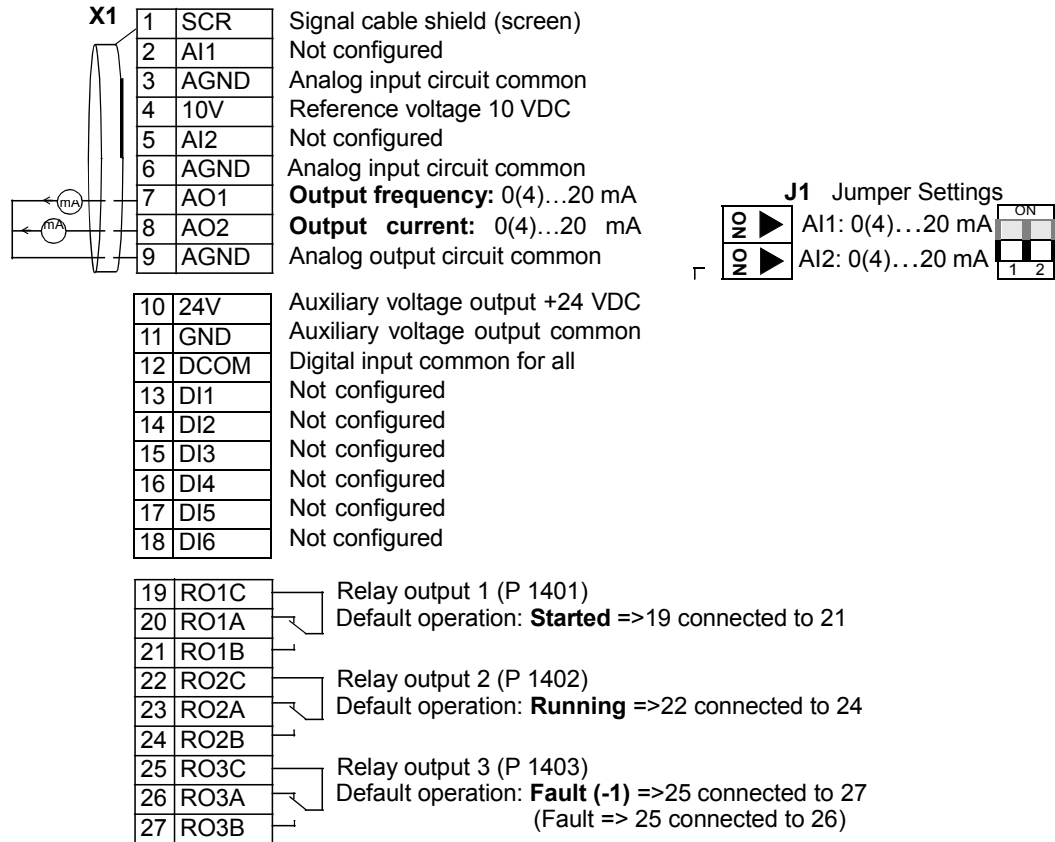 X1
1 SCR Signal cable shield (screen)
2 AI1 Not configured
3 AGND Analog input circuit common
4 10V Reference voltage 10 VDC
5 AI2 Not configured
6 AGND Analog input circuit common
7 AO1 Output frequency: 0(4)…20 mA
8 AO2 Output current: 0(4)…20 mA
9 AGND Analog output circuit common
mA
mA
J1 Jumper Settings
ON AI1: 0(4)…20 mA
ON AI2: 0(4)…20 mA
ON
1 2
10 24V Auxiliary voltage output +24 VDC
11 GND Auxiliary voltage output common
12 DCOM Digital input common for all
13 DI1 Not configured
14 DI2 Not configured
15 DI3 Not configured
16 DI4 Not configured
17 DI5 Not configured
18 DI6 Not configured
19 RO1C Relay output 1 (P 1401)
20 RO1A Default operation: Started =>19 connected to 21
21 RO1B
22 RO2C Relay output 2 (P 1402)
23 RO2A Default operation: Running =>22 connected to 24
24 RO2B
25 RO3C Relay output 3 (P 1403)
26 RO3A Default operation: Fault (-1) =>25 connected to 27
27 RO3B (Fault => 25 connected to 26)